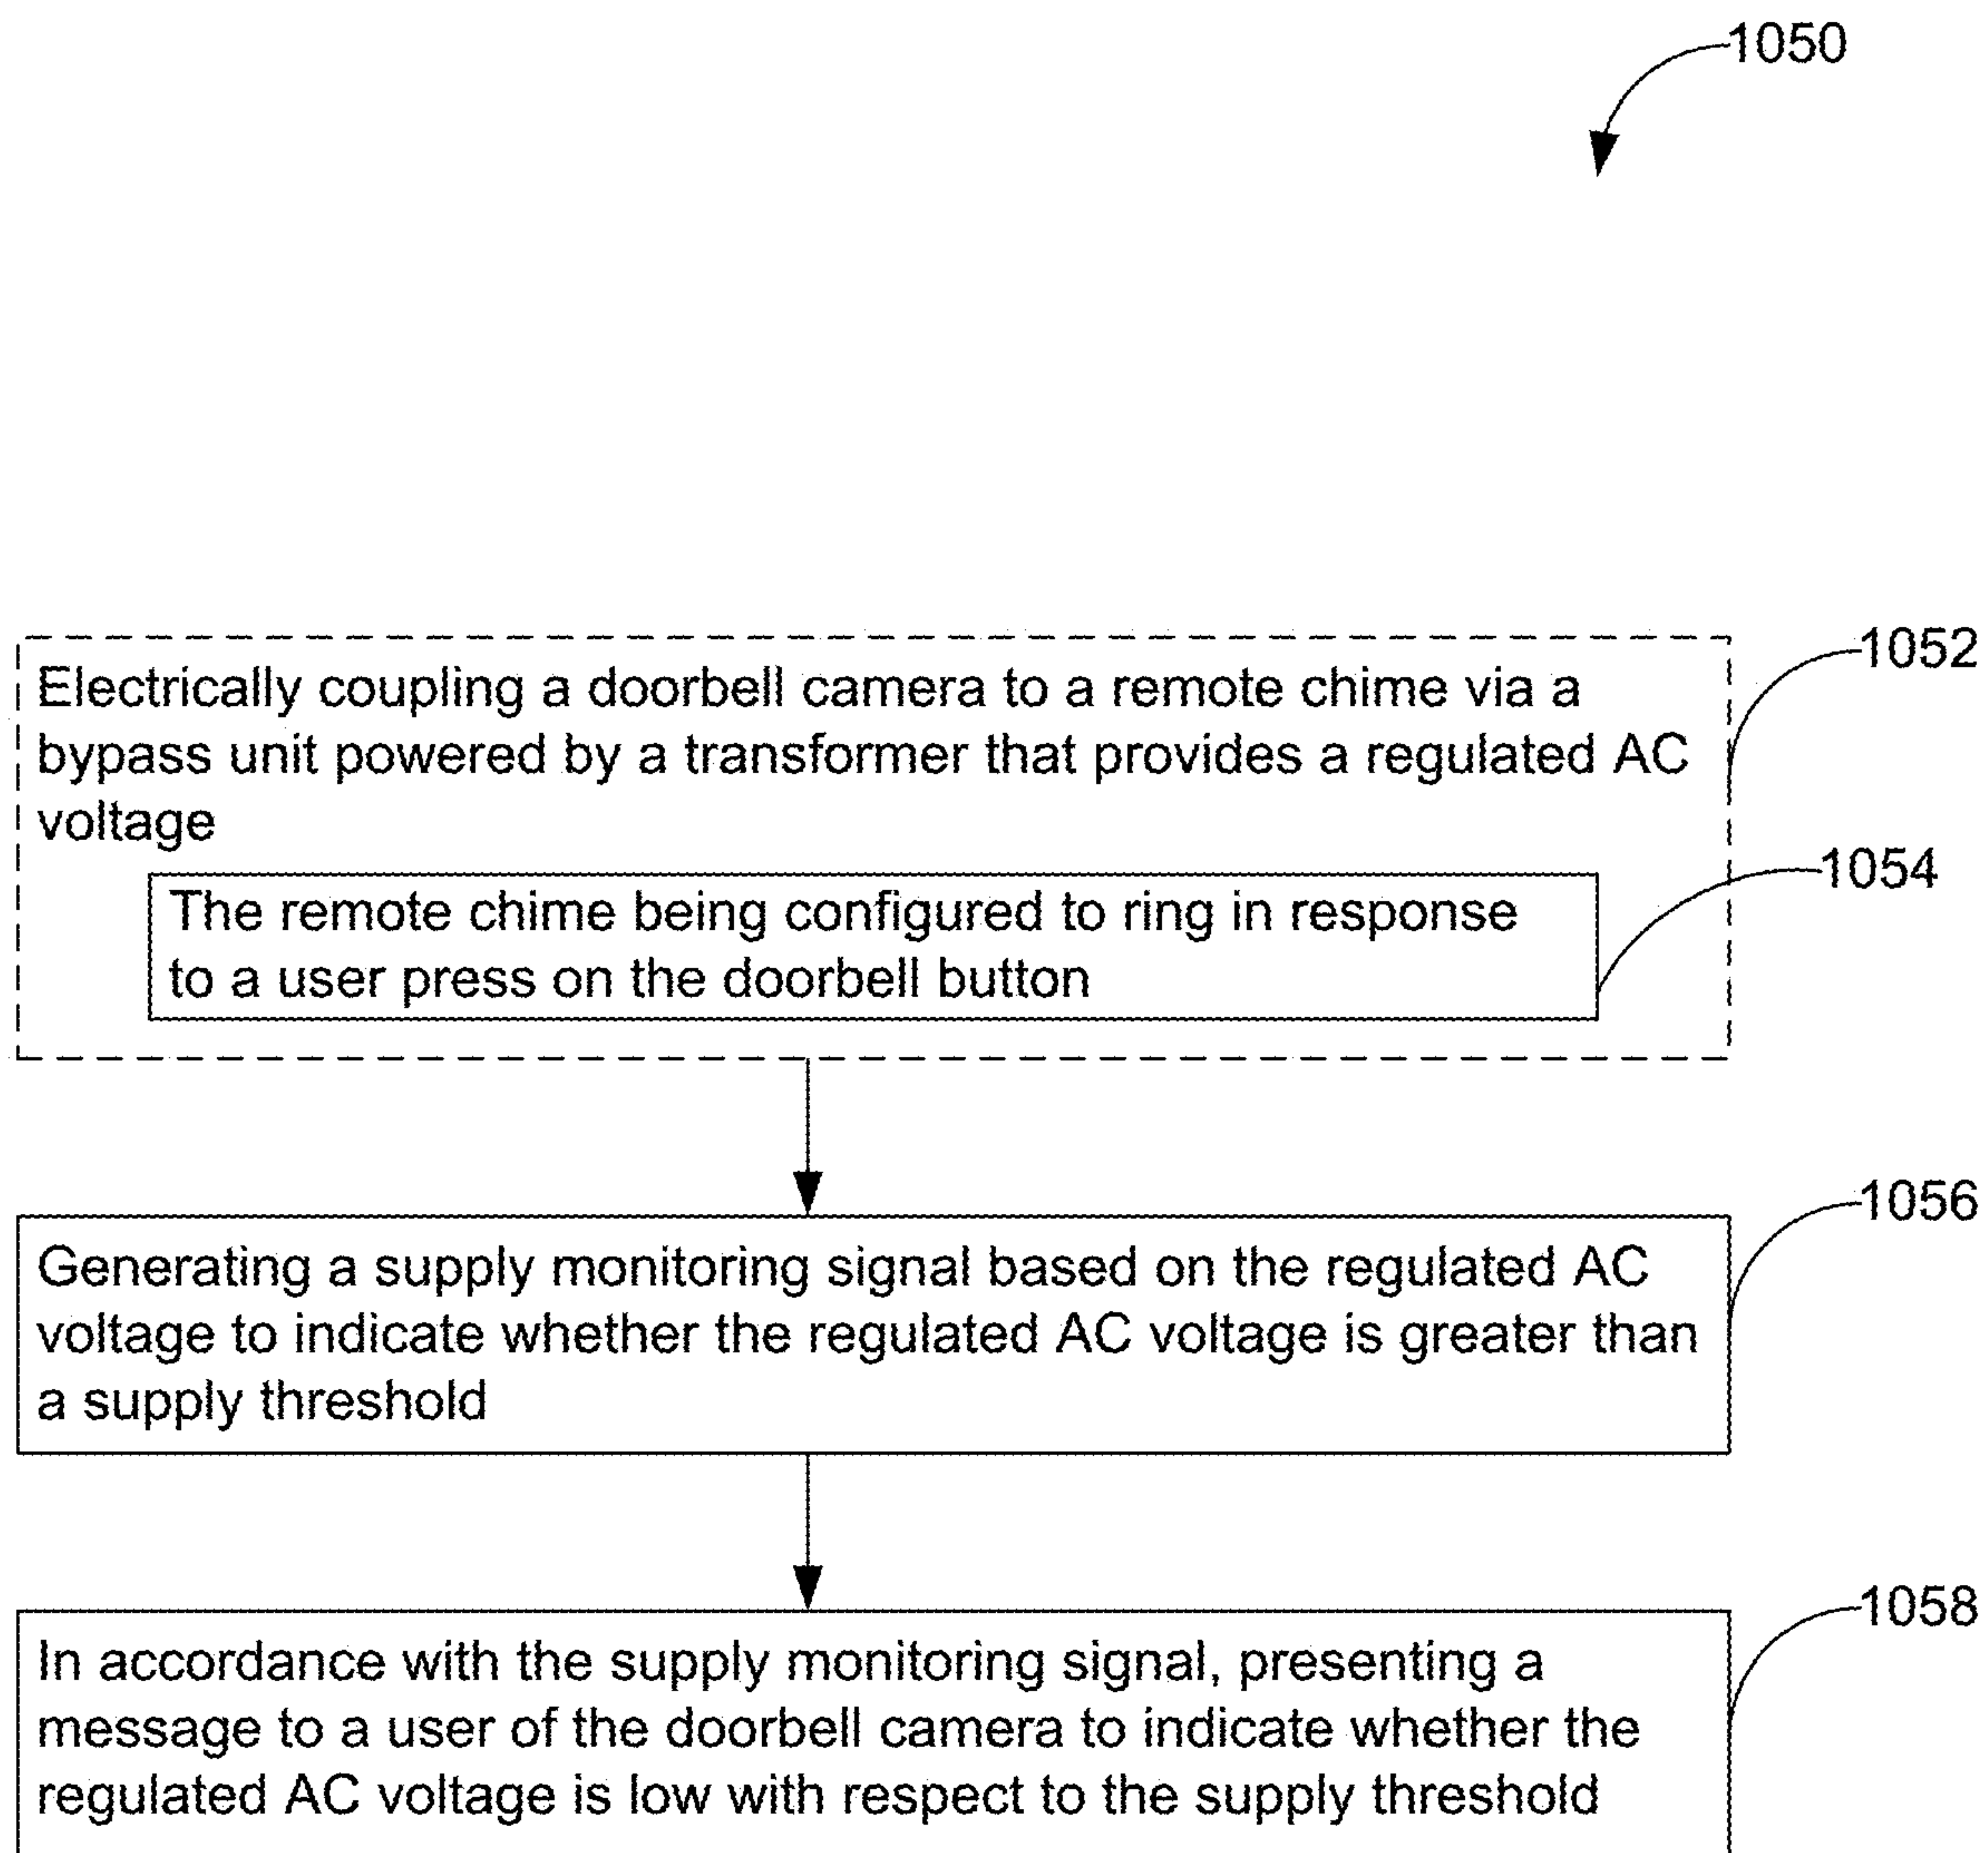 1050
1052
Electrically coupling a doorbell camera to a remote chime via a
bypass unit powered by a transformer that provides a regulated AC
voltage
1054
The remote chime being configured to ring in response
to a user press on the doorbell button
1056
Generating a supply monitoring signal based on the regulated AC
voltage to indicate whether the regulated AC voltage is greater than
a supply threshold
1058
In accordance with the supply monitoring signal, presenting a
message to a user of the doorbell camera to indicate whether the
regulated AC voltage is low with respect to the supply threshold